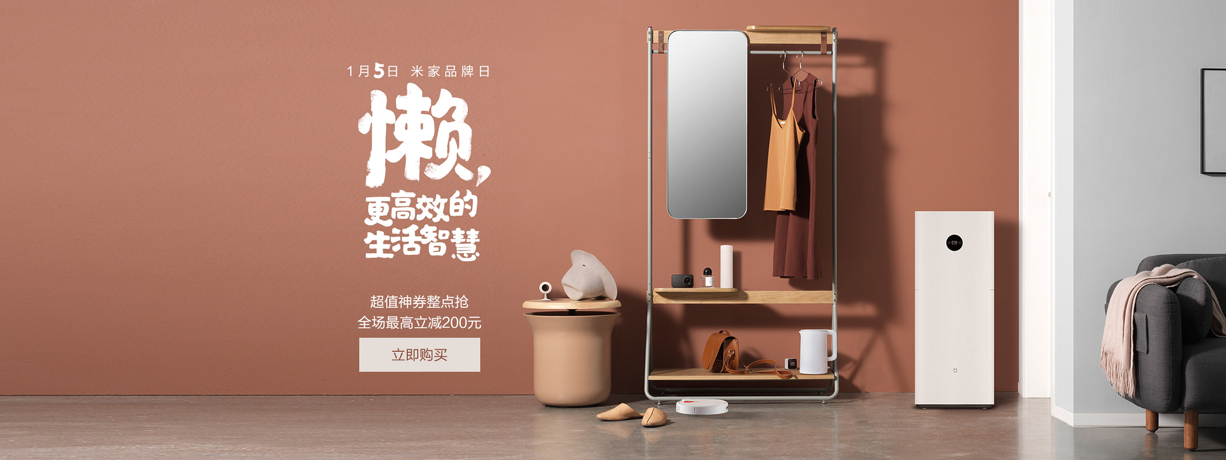 1月5日 米家品牌日
懒，
更高效的
生活智慧
超值神券整点抢
全场最高立减200元
立即购买